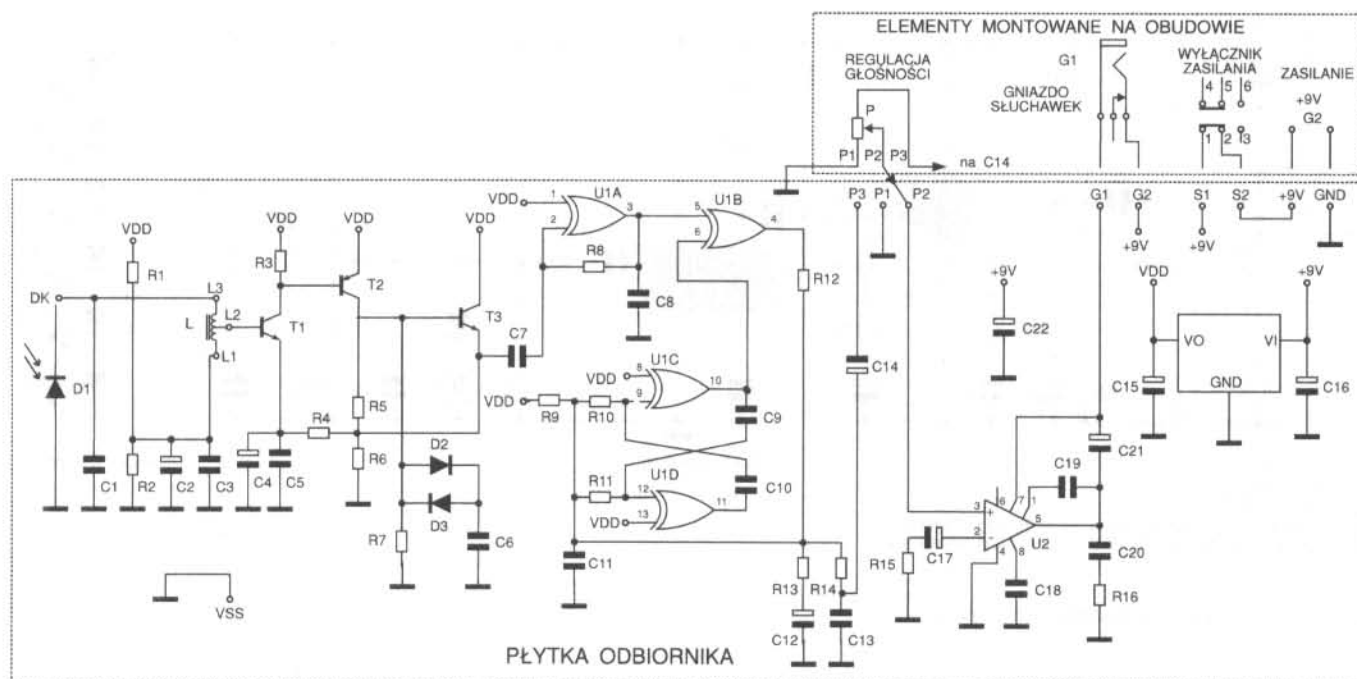 ELEMENTY MONTOWANE NA OBUDOWIE
REGULACJA
GŁOŚNOŚCI
P
P1 P2 P3
na C14
G1
GNIAZDO
SŁUCHAWEK
WYŁĄCZNIK
ZASILANIA
4 5 6
1 2 3
ZASILANIE
+9V
G2
P3 P1 P2
G1 G2 S1 S2 +9V GND
+9V +9V
VDD
R1
DK
L3
L
L2
L1
D1
C1
R2
C2
C3
VDD
R3
T1
C4
C5
R4
VDD
T2
R5
R6
R7
D2
D3
C6
VDD
T3
C7
VDD
1
2
U1A
3
R8
C8
5
6
U1B
4
R12
VDD
R9
R10
VDD
8
9
U1C
10
C9
R11
U1D
12
13
VDD
11
C10
C11
R13
C12
R14
C13
C14
+9V
C22
VDD
VO
VI
GND
+9V
C15
C16
C21
C19
6 7 1
3
+
2
-
5
U2
4
8
R15
C17
C18
C20
R16
VSS
PŁYTKA ODBIORNIKA